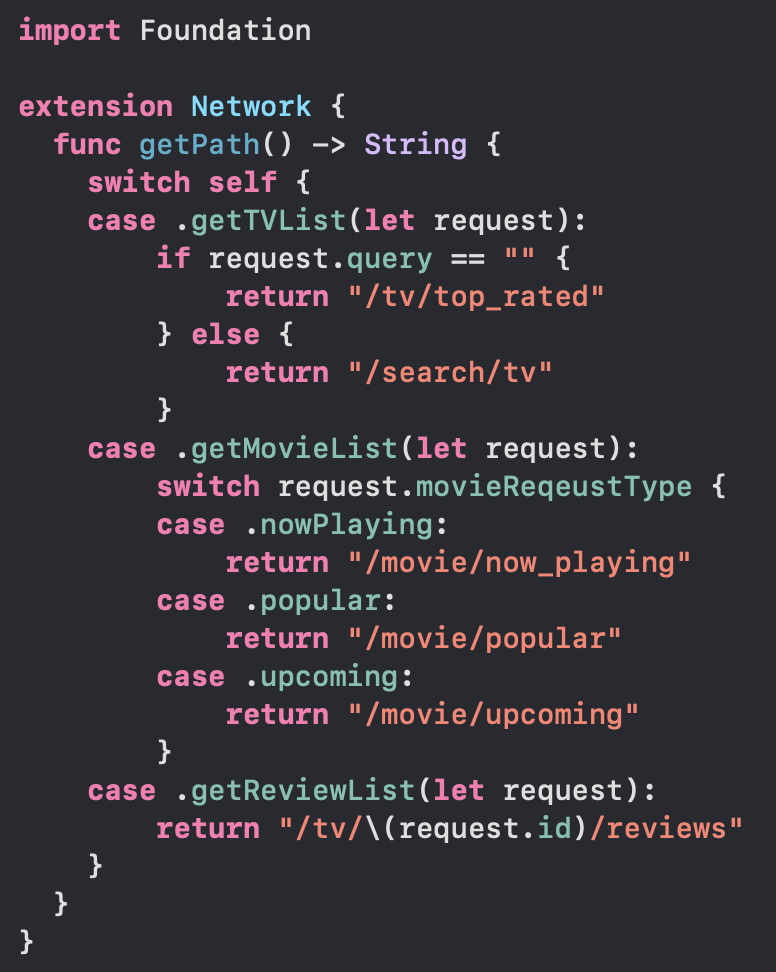 import Foundation

extension Network {
  func getPath() -> String {
    switch self {
    case .getTVList(let request):
        if request.query == "" {
            return "/tv/top_rated"
        } else {
            return "/search/tv"
        }
    case .getMovieList(let request):
        switch request.movieReqeustType {
        case .nowPlaying:
            return "/movie/now_playing"
        case .popular:
            return "/movie/popular"
        case .upcoming:
            return "/movie/upcoming"
        }
    case .getReviewList(let request):
        return "/tv/\(request.id)/reviews"
    }
  }
}